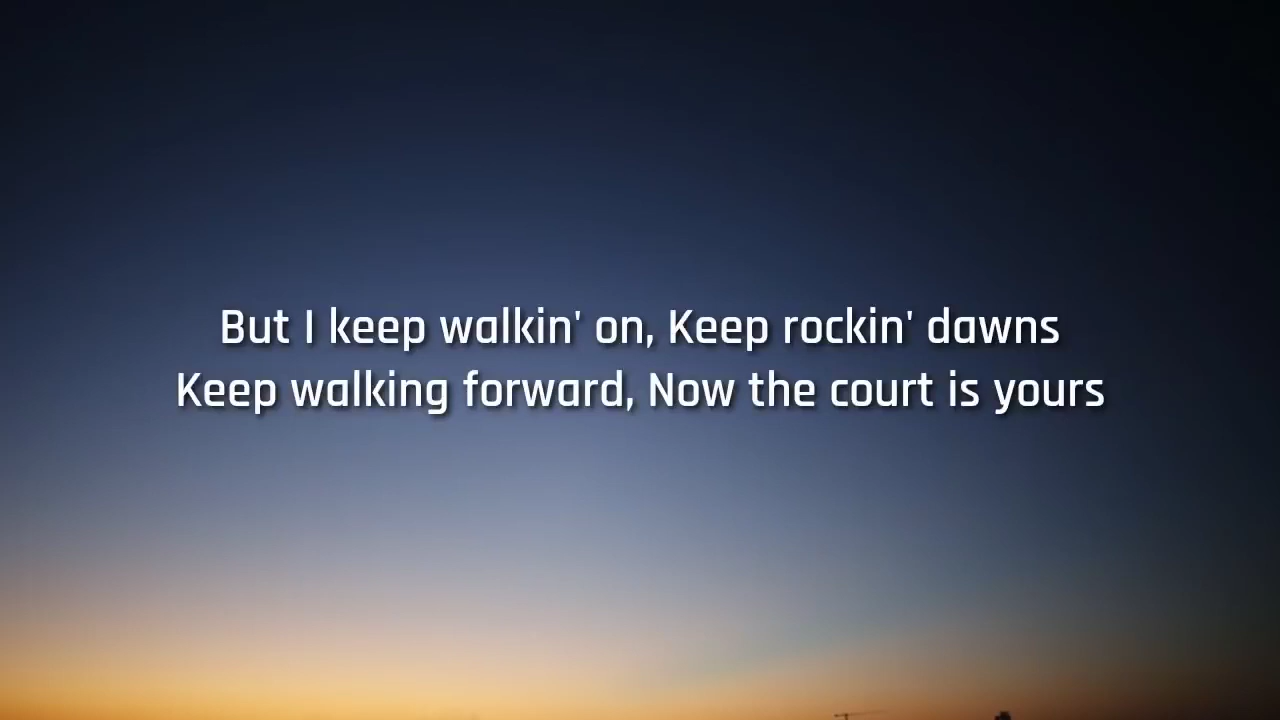 But I keep walkin' on, Keep rockin' dawns
Keep walking forward, Now the court is yours